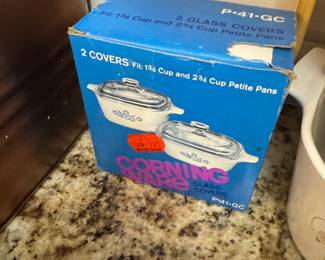 P•41•GC
2 GLASS COVERS
Fit: 1¾ Cup and 2¾ Cup Petite Pans
2 COVERS Fit: 1¾ Cup and 2¾ Cup Petite Pans
CORNING
WARE
GLASS
COVERS
P•41•GC